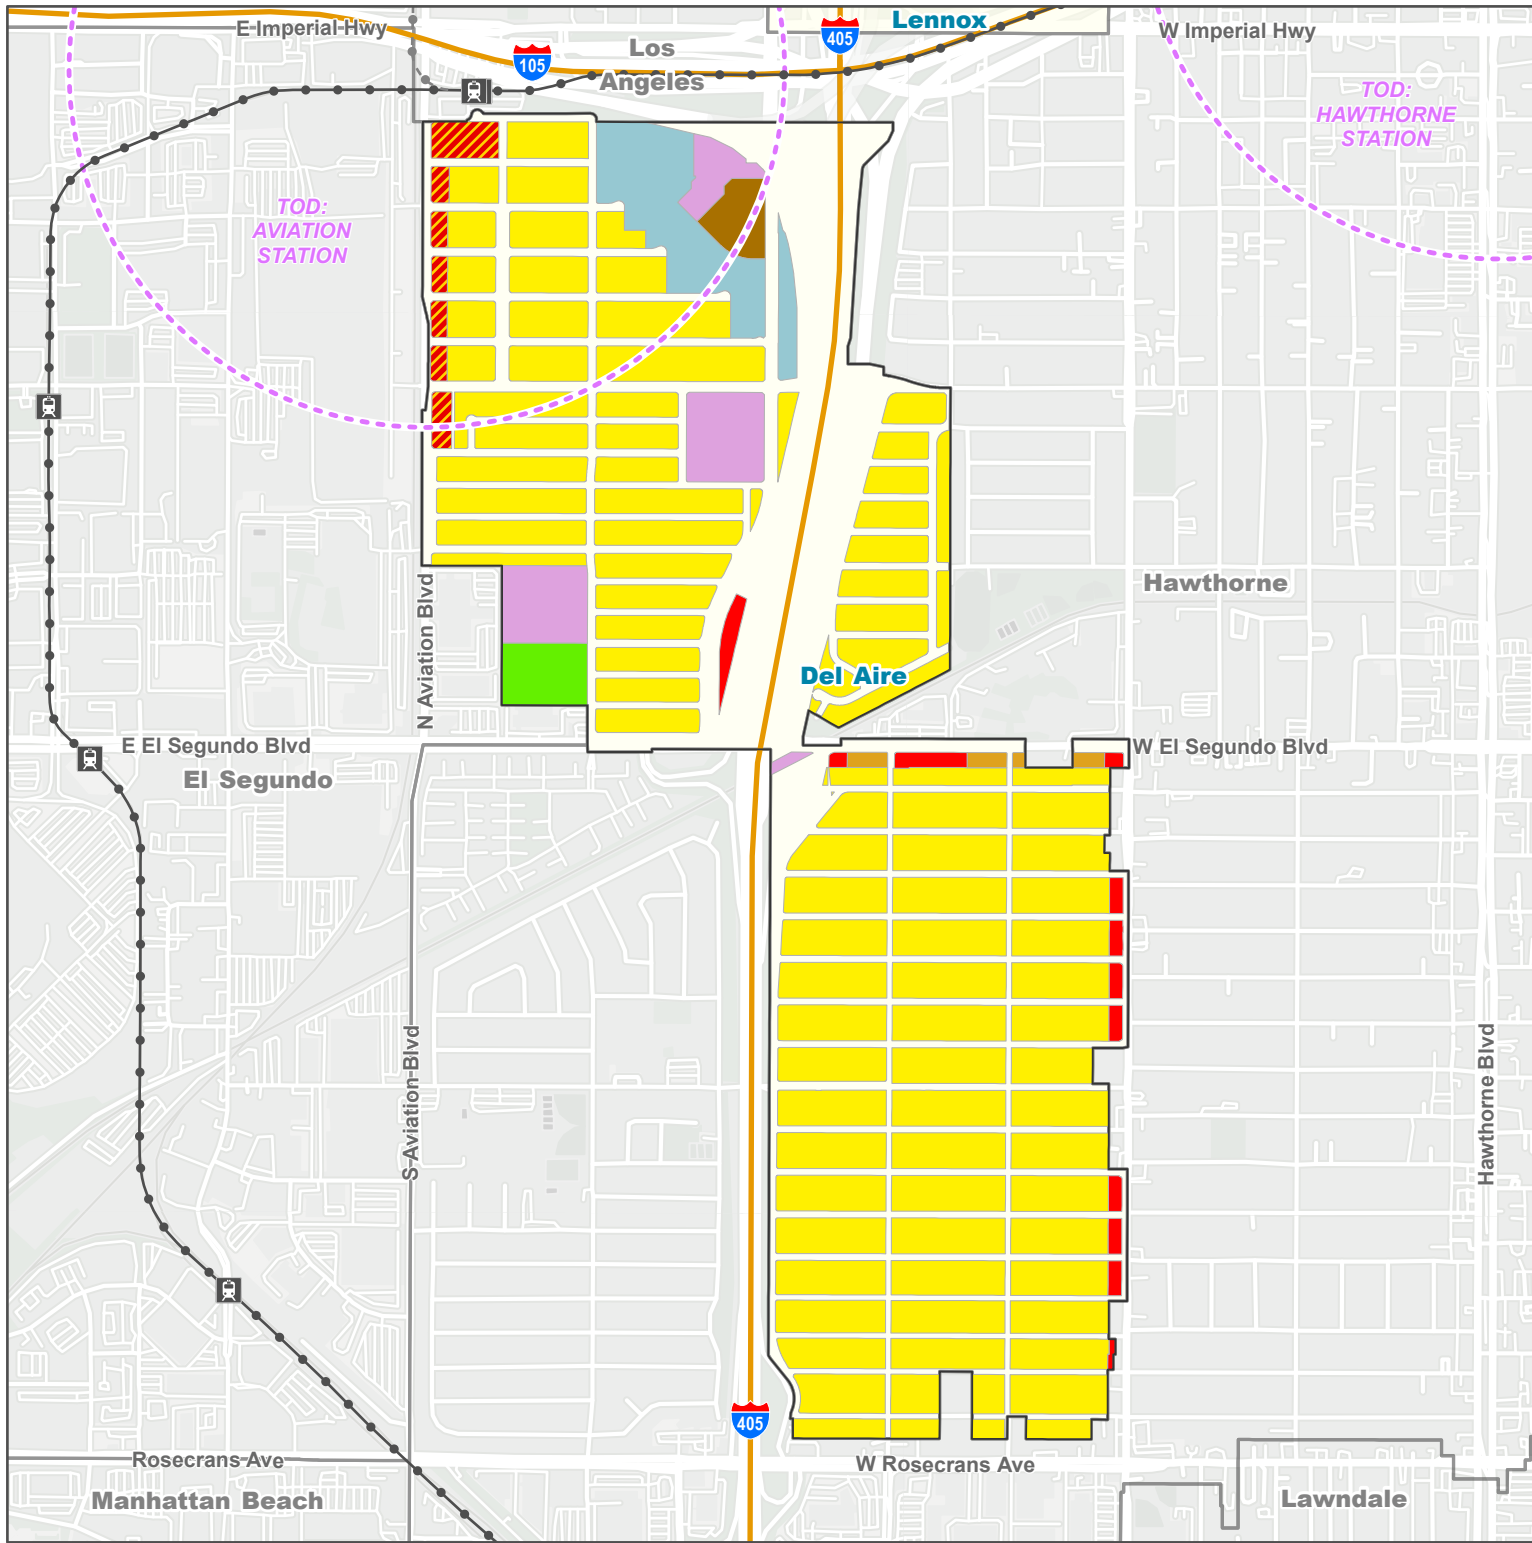 Lennox
E Imperial Hwy
405
W Imperial Hwy
Los
Angeles
105
TOD:
HAWTHORNE
STATION
TOD:
AVIATION
STATION
Hawthorne
N Aviation Blvd
Del Aire
E El Segundo Blvd
W El Segundo Blvd
El Segundo
S Aviation Blvd
Hawthorne Blvd
405
Rosecrans Ave
W Rosecrans Ave
Manhattan Beach
Lawndale